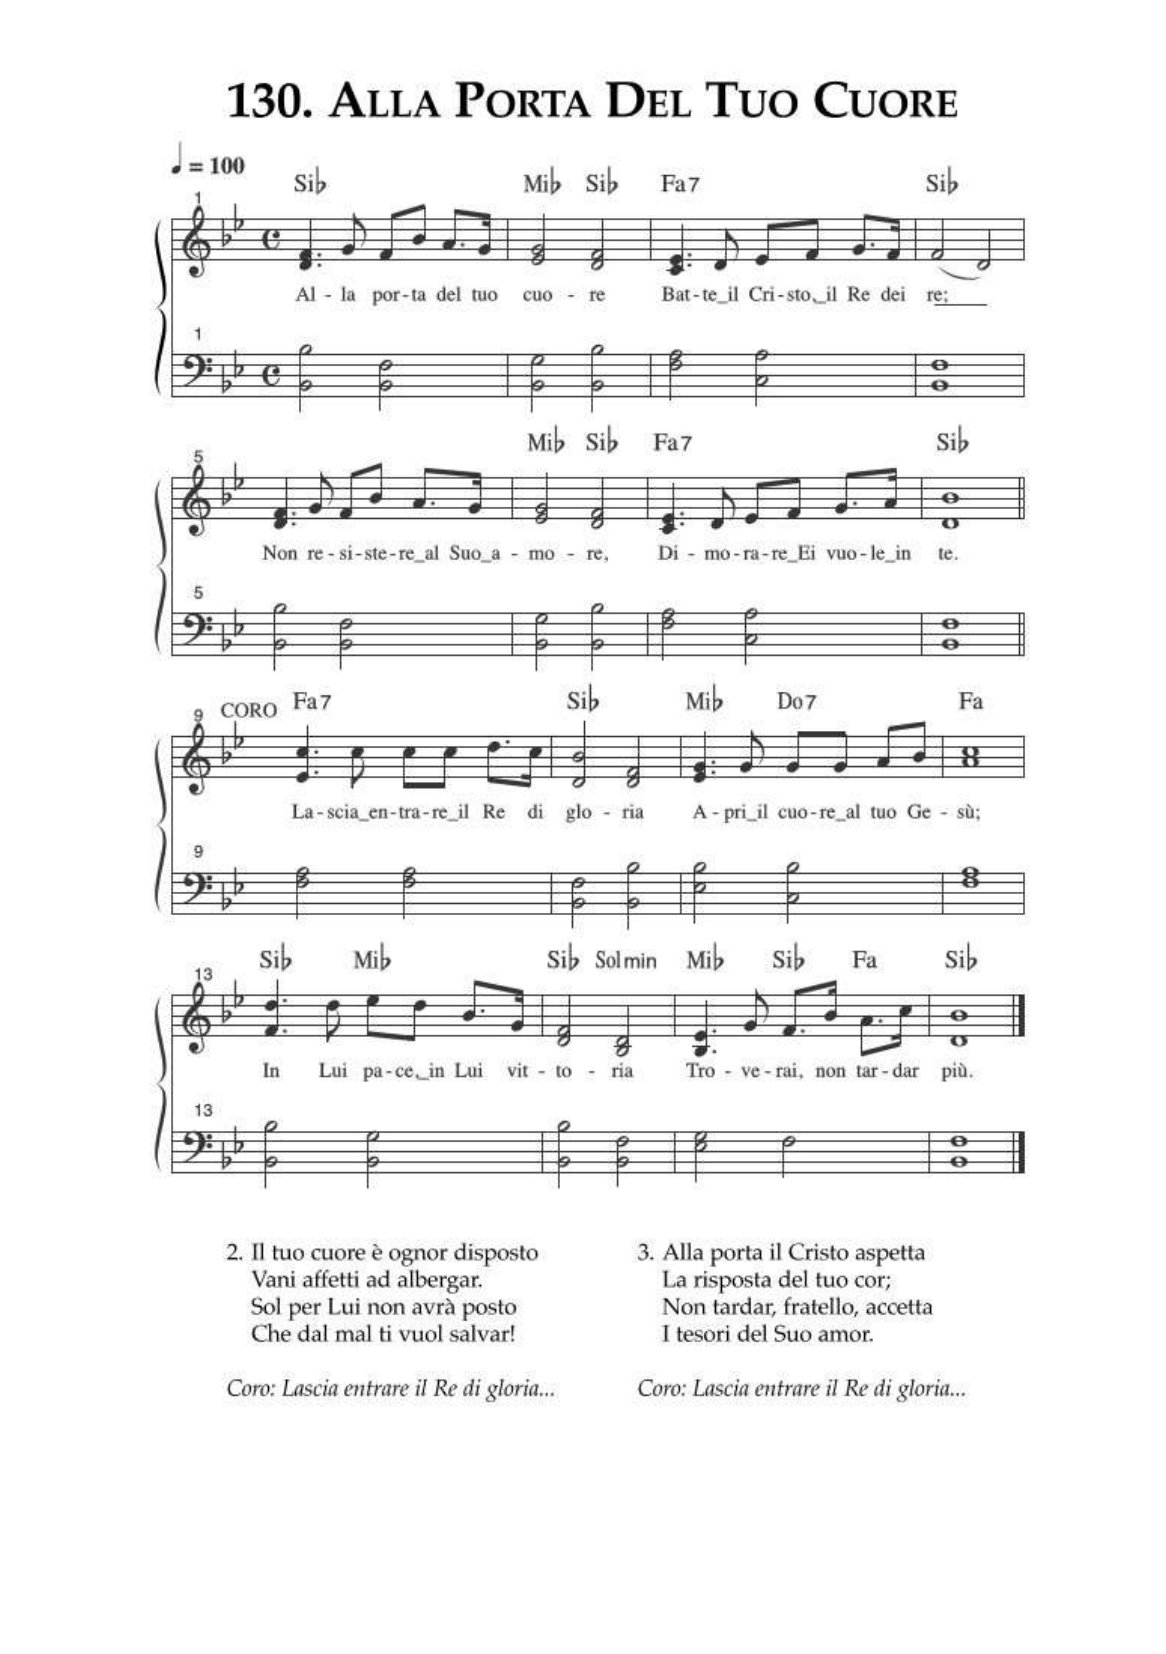 130. Alla Porta Del Tuo Cuore
♩ = 100
Si♭ Mi♭ Si♭ Fa7 Si♭
1
Al - la por - ta del tuo cuo - re Bat - te_il Cri - sto,_il Re dei re;___
1
Mi♭ Si♭ Fa7 Si♭
5
Non re - si - ste - re_al Suo_a - mo - re, Di - mo - ra - re_Ei vuo - le_in te.
5
9 CORO Fa7 Si♭ Mi♭ Do7 Fa
La - scia_en - tra - re_il Re di glo - ria A - pri_il cuo - re_al tuo Ge - sù;
9
Si♭ Mi♭ Si♭ Sol min Mi♭ Si♭ Fa Si♭
13
In Lui pa - ce,_in Lui vit - to - ria Tro - ve - rai, non tar - dar più.
13
2. Il tuo cuore è ognor disposto
Vani affetti ad albergar.
Sol per Lui non avrà posto
Che dal mal ti vuol salvar!
Coro: Lascia entrare il Re di gloria...
3. Alla porta il Cristo aspetta
La risposta del tuo cor;
Non tardar, fratello, accetta
I tesori del Suo amor.
Coro: Lascia entrare il Re di gloria...